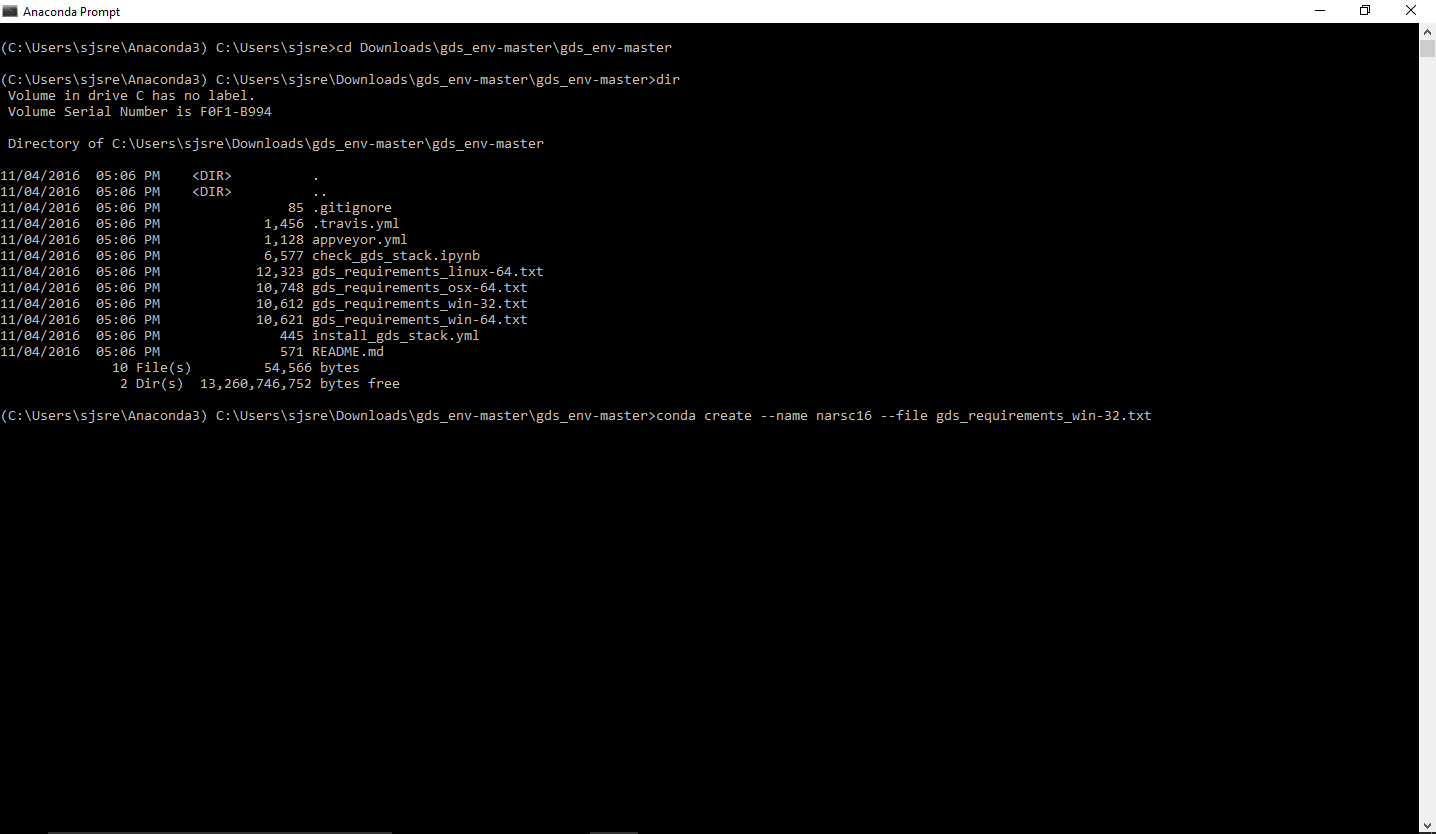 Anaconda Prompt
(C:\Users\sjsre\Anaconda3) C:\Users\sjsre>cd Downloads\gds_env-master\gds_env-master
(C:\Users\sjsre\Anaconda3) C:\Users\sjsre\Downloads\gds_env-master\gds_env-master>dir
 Volume in drive C has no label.
 Volume Serial Number is F0F1-B994
 Directory of C:\Users\sjsre\Downloads\gds_env-master\gds_env-master
11/04/2016  05:06 PM    <DIR>          .
11/04/2016  05:06 PM    <DIR>          ..
11/04/2016  05:06 PM                85 .gitignore
11/04/2016  05:06 PM             1,456 .travis.yml
11/04/2016  05:06 PM             1,128 appveyor.yml
11/04/2016  05:06 PM             6,577 check_gds_stack.ipynb
11/04/2016  05:06 PM            12,323 gds_requirements_linux-64.txt
11/04/2016  05:06 PM            10,748 gds_requirements_osx-64.txt
11/04/2016  05:06 PM            10,612 gds_requirements_win-32.txt
11/04/2016  05:06 PM            10,621 gds_requirements_win-64.txt
11/04/2016  05:06 PM               445 install_gds_stack.yml
11/04/2016  05:06 PM               571 README.md
              10 File(s)         54,566 bytes
               2 Dir(s)  13,260,746,752 bytes free
(C:\Users\sjsre\Anaconda3) C:\Users\sjsre\Downloads\gds_env-master\gds_env-master>conda create --name narsc16 --file gds_requirements_win-32.txt